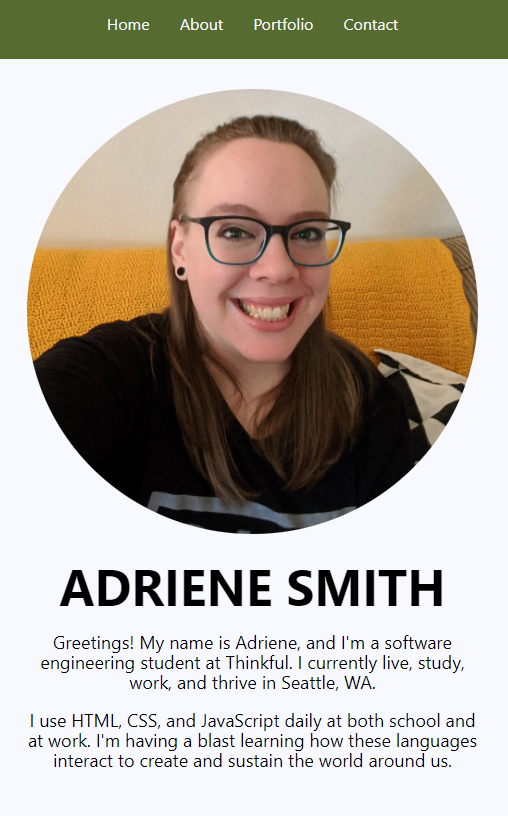 Home About Portfolio Contact
ADRIENE SMITH
Greetings! My name is Adriene, and I'm a software
engineering student at Thinkful. I currently live, study,
work, and thrive in Seattle, WA.
I use HTML, CSS, and JavaScript daily at both school and
at work. I'm having a blast learning how these languages
interact to create and sustain the world around us.